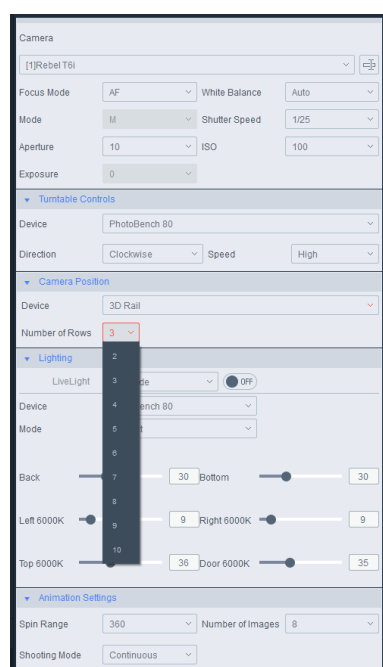 Camera
[1]Rebel T6i
Focus Mode AF White Balance Auto
Mode M Shutter Speed 1/25
Aperture 10 ISO 100
Exposure 0
Turntable Controls
Device PhotoBench 80
Direction Clockwise Speed High
Camera Position
Device 3D Rail
Number of Rows 3
2
3
4
5
6
7
8
9
10
Lighting
LiveLight de OFF
Device ench 80
Mode t
Back 30 Bottom 30
Left 6000K 9 Right 6000K 9
Top 6000K 36 Door 6000K 35
Animation Settings
Spin Range 360 Number of Images 8
Shooting Mode Continuous